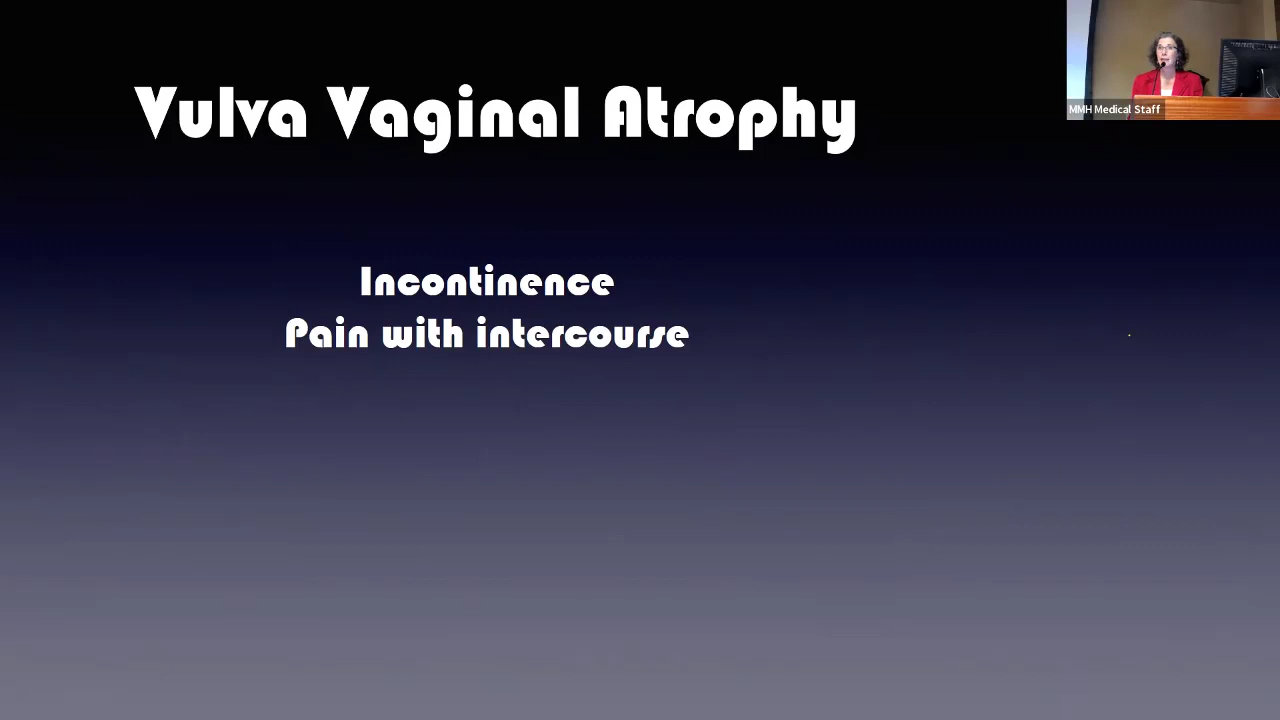 Vulva Vaginal Atrophy
MMH Medical Staff
Incontinence
Pain with intercourse